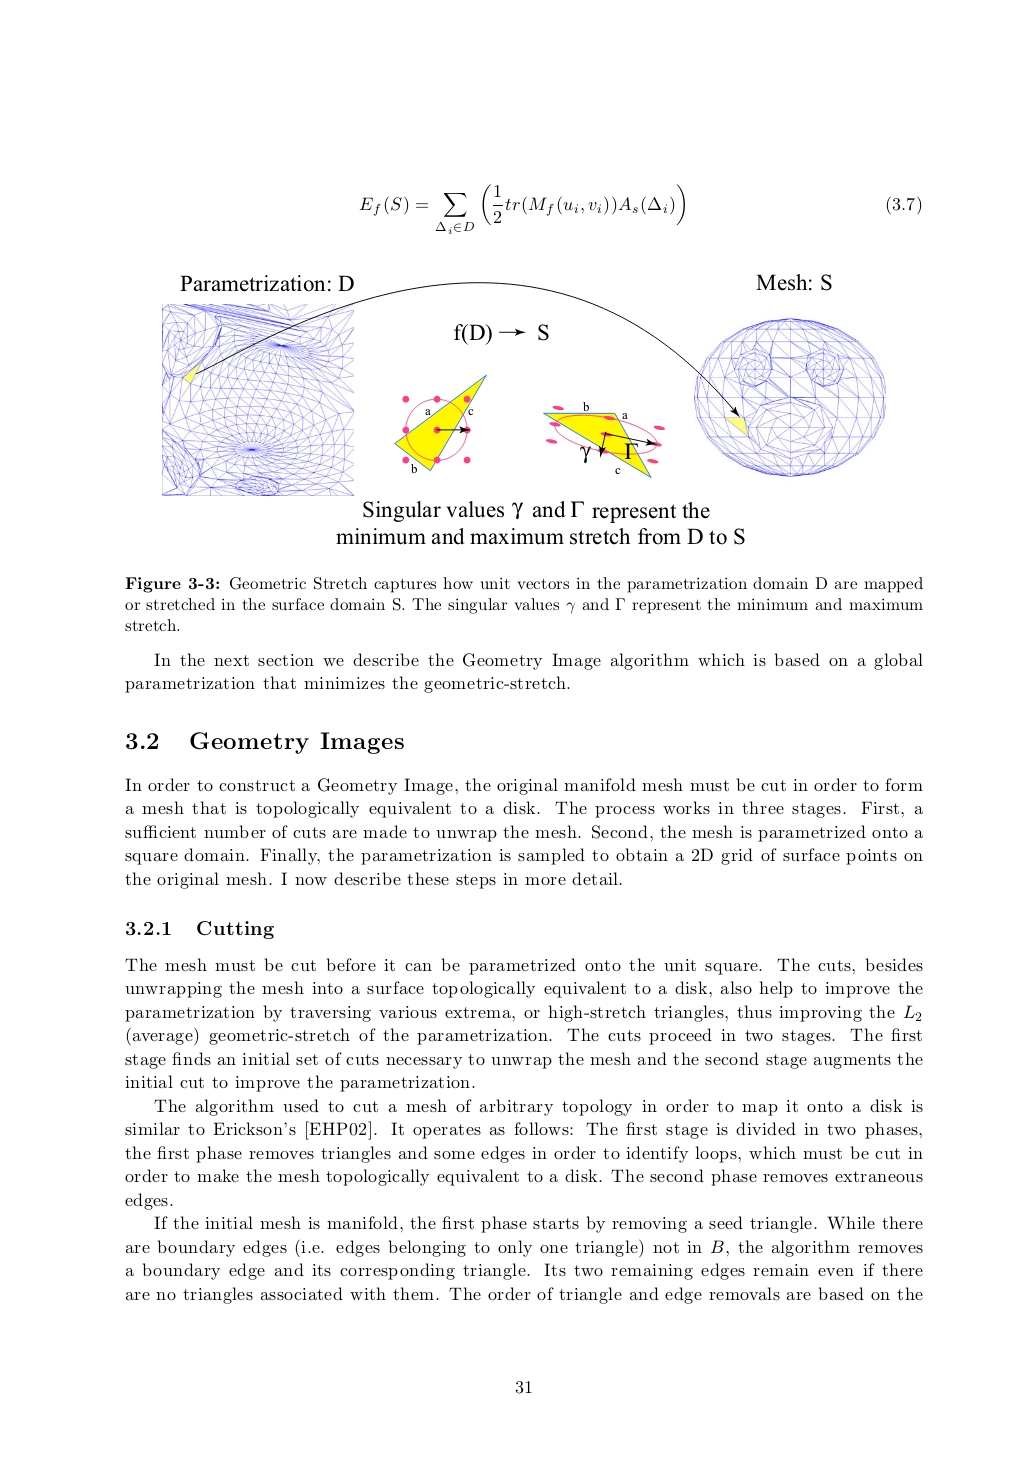 E_f(S) = \sum_{\Delta_i \in D} \left( \frac{1}{2} tr(M_f(u_i, v_i)) A_s(\Delta_i) \right) (3.7)
Parametrization: D
Mesh: S
f(D) → S
a c b
b a γ Γ c
Singular values γ and Γ represent the
minimum and maximum stretch from D to S
Figure 3-3: Geometric Stretch captures how unit vectors in the parametrization domain D are mapped
or stretched in the surface domain S. The singular values γ and Γ represent the minimum and maximum
stretch.
In the next section we describe the Geometry Image algorithm which is based on a global
parametrization that minimizes the geometric-stretch.
3.2 Geometry Images
In order to construct a Geometry Image, the original manifold mesh must be cut in order to form
a mesh that is topologically equivalent to a disk. The process works in three stages. First, a
sufficient number of cuts are made to unwrap the mesh. Second, the mesh is parametrized onto a
square domain. Finally, the parametrization is sampled to obtain a 2D grid of surface points on
the original mesh. I now describe these steps in more detail.
3.2.1 Cutting
The mesh must be cut before it can be parametrized onto the unit square. The cuts, besides
unwrapping the mesh into a surface topologically equivalent to a disk, also help to improve the
parametrization by traversing various extrema, or high-stretch triangles, thus improving the L₂
(average) geometric-stretch of the parametrization. The cuts proceed in two stages. The first
stage finds an initial set of cuts necessary to unwrap the mesh and the second stage augments the
initial cut to improve the parametrization.
The algorithm used to cut a mesh of arbitrary topology in order to map it onto a disk is
similar to Erickson's [EHP02]. It operates as follows: The first stage is divided in two phases,
the first phase removes triangles and some edges in order to identify loops, which must be cut in
order to make the mesh topologically equivalent to a disk. The second phase removes extraneous
edges.
If the initial mesh is manifold, the first phase starts by removing a seed triangle. While there
are boundary edges (i.e. edges belonging to only one triangle) not in B, the algorithm removes
a boundary edge and its corresponding triangle. Its two remaining edges remain even if there
are no triangles associated with them. The order of triangle and edge removals are based on the
31